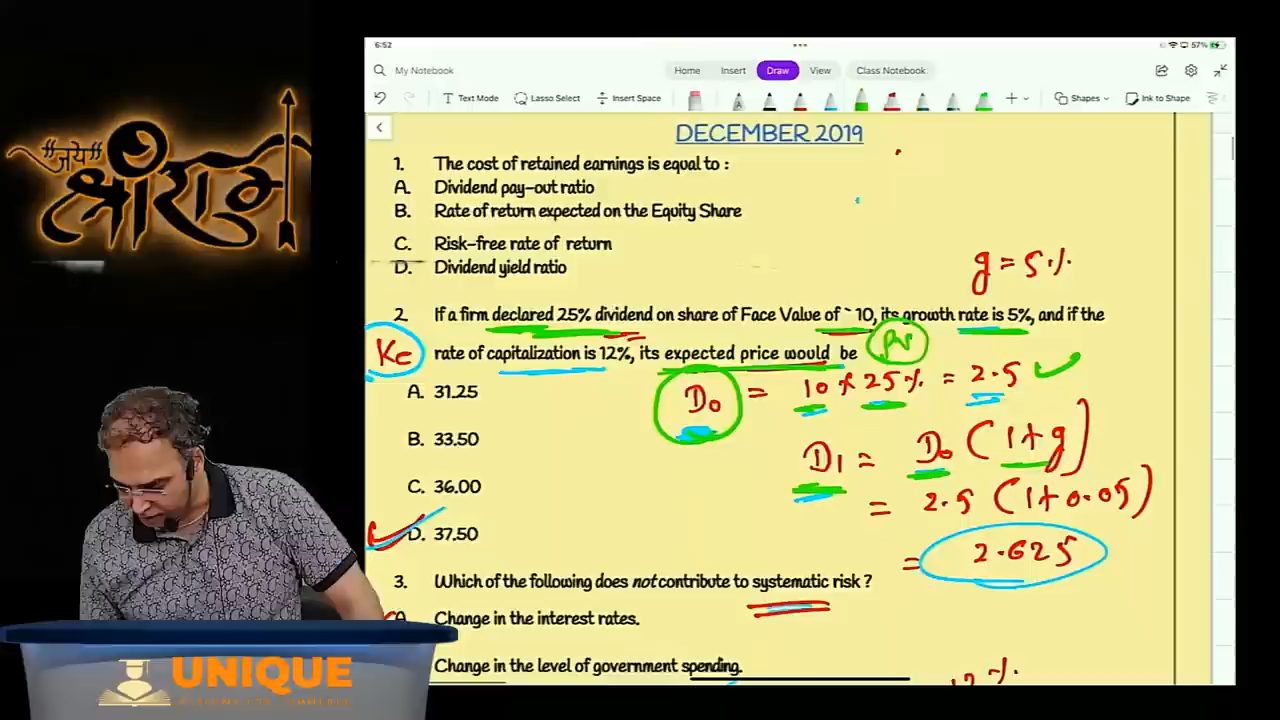 "जय"
श्रीराम
6:52
57%
My Notebook
Home Insert Draw View Class Notebook
Text Mode Lasso Select Insert Space Shapes Ink to Shape
DECEMBER 2019
1. The cost of retained earnings is equal to :
A. Dividend pay-out ratio
B. Rate of return expected on the Equity Share
C. Risk-free rate of return
D. Dividend yield ratio
g = 5%
2. If a firm declared 25% dividend on share of Face Value of ` 10, its growth rate is 5%, and if the
Ke rate of capitalization is 12%, its expected price would be
A. 31.25
B. 33.50
C. 36.00
D. 37.50
D0 = 10 × 25% = 2.5
D1 = D0 (1+g)
= 2.5 (1+0.05)
= 2.625
3. Which of the following does not contribute to systematic risk ?
A. Change in the interest rates.
Change in the level of government spending.
UNIQUE